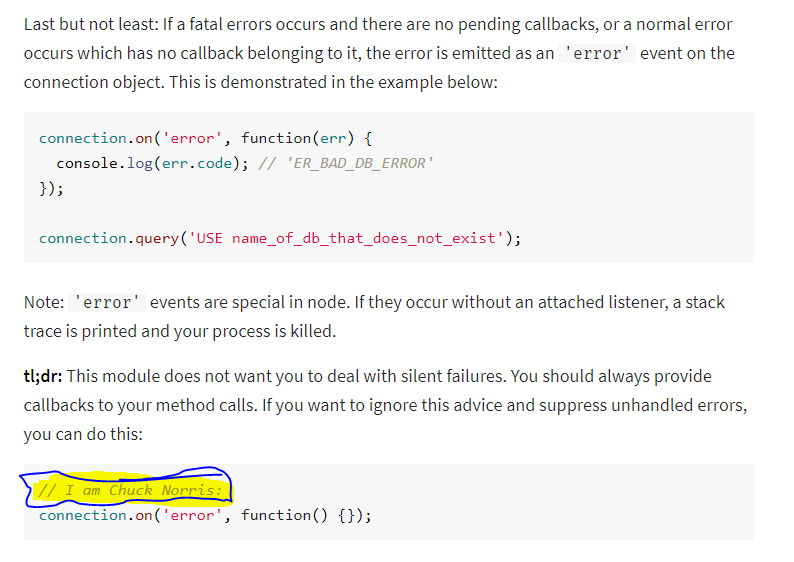 Last but not least: If a fatal errors occurs and there are no pending callbacks, or a normal error
occurs which has no callback belonging to it, the error is emitted as an 'error' event on the
connection object. This is demonstrated in the example below:
connection.on('error', function(err) {
  console.log(err.code); // 'ER_BAD_DB_ERROR'
});
connection.query('USE name_of_db_that_does_not_exist');
Note: 'error' events are special in node. If they occur without an attached listener, a stack
trace is printed and your process is killed.
tl;dr: This module does not want you to deal with silent failures. You should always provide
callbacks to your method calls. If you want to ignore this advice and suppress unhandled errors,
you can do this:
// I am Chuck Norris:
connection.on('error', function() {});